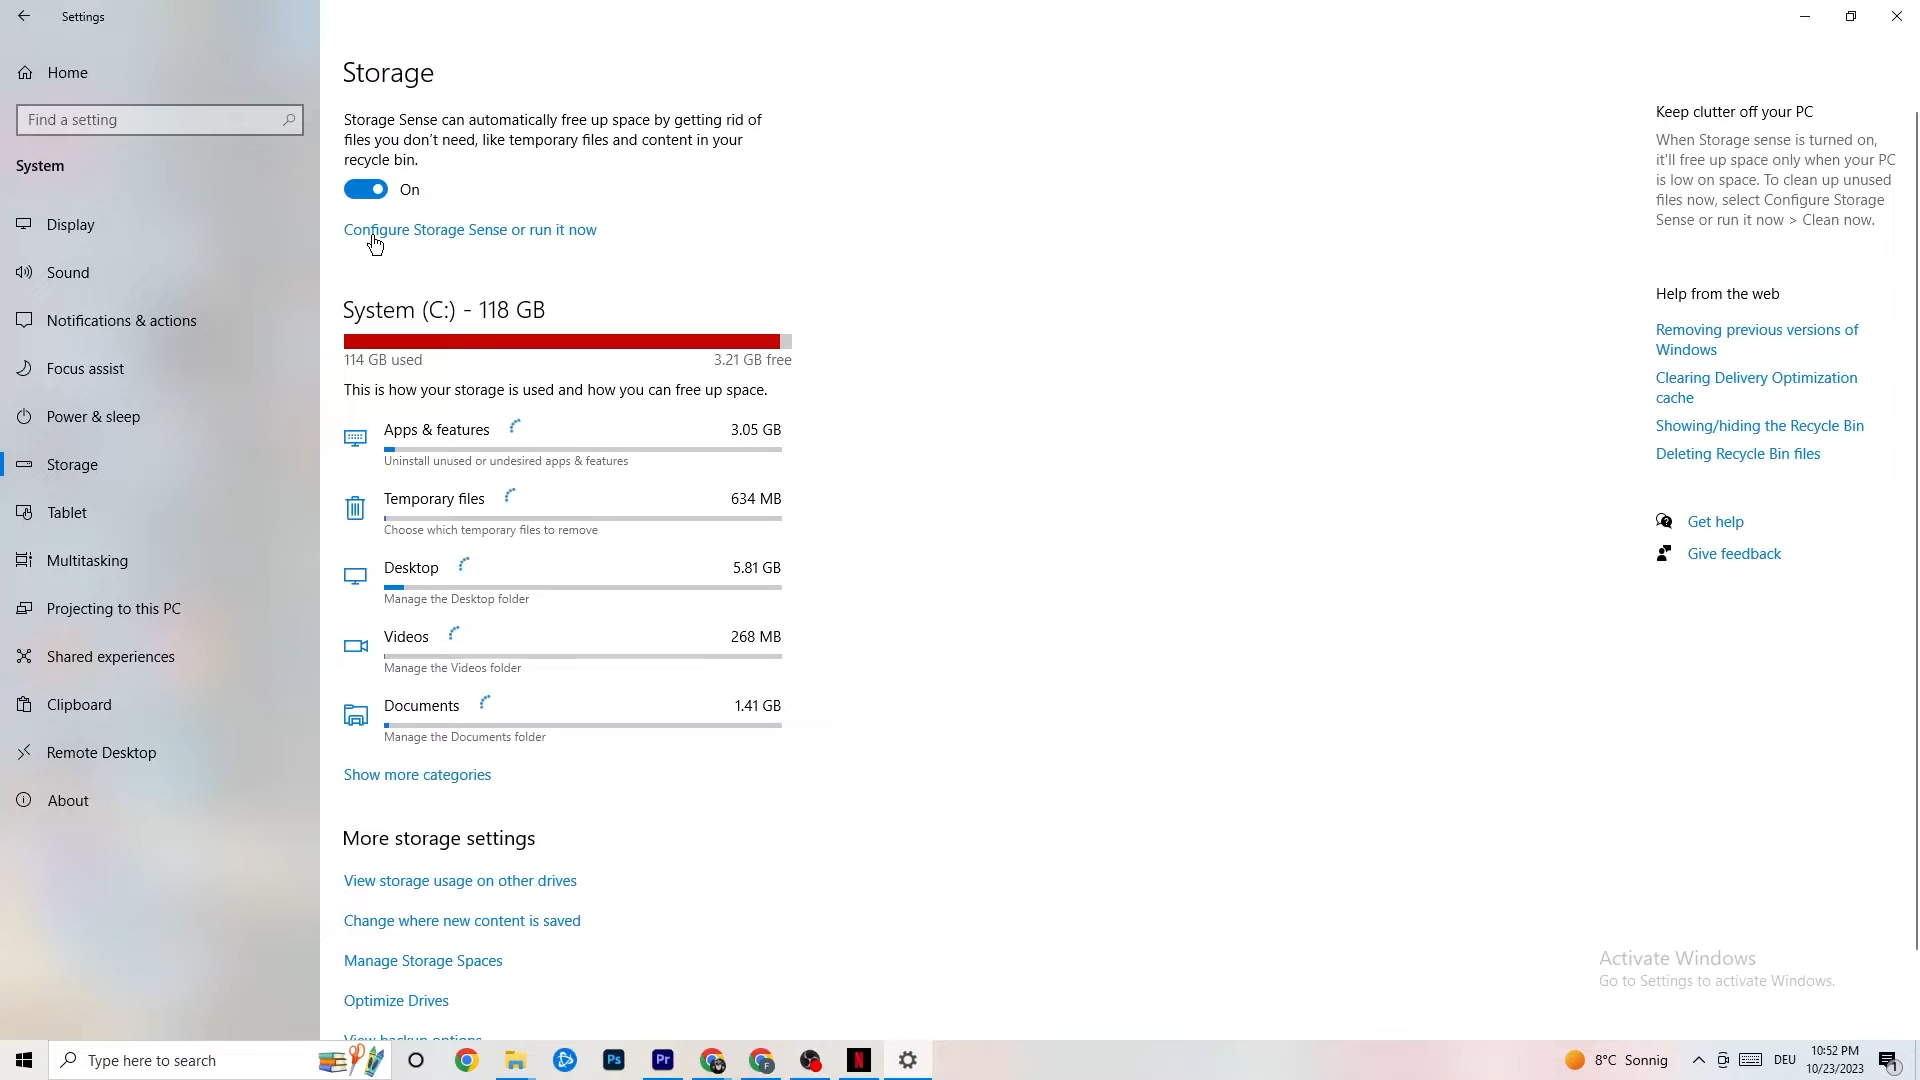 Settings
Home
Find a setting
System
Display
Sound
Notifications & actions
Focus assist
Power & sleep
Storage
Tablet
Multitasking
Projecting to this PC
Shared experiences
Clipboard
Remote Desktop
About
Storage
Storage Sense can automatically free up space by getting rid of
files you don't need, like temporary files and content in your
recycle bin.
On
Configure Storage Sense or run it now
System (C:) - 118 GB
114 GB used 3.21 GB free
This is how your storage is used and how you can free up space.
Apps & features 3.05 GB
Uninstall unused or undesired apps & features
Temporary files 634 MB
Choose which temporary files to remove
Desktop 5.81 GB
Manage the Desktop folder
Videos 268 MB
Manage the Videos folder
Documents 1.41 GB
Manage the Documents folder
Show more categories
More storage settings
View storage usage on other drives
Change where new content is saved
Manage Storage Spaces
Optimize Drives
View backup options
Keep clutter off your PC
When Storage sense is turned on,
it'll free up space only when your PC
is low on space. To clean up unused
files now, select Configure Storage
Sense or run it now > Clean now.
Help from the web
Removing previous versions of
Windows
Clearing Delivery Optimization
cache
Showing/hiding the Recycle Bin
Deleting Recycle Bin files
Get help
Give feedback
Activate Windows
Go to Settings to activate Windows.
Type here to search
Ps
Pr
F
N
8°C Sonnig
DEU
10:52 PM
10/23/2023
1